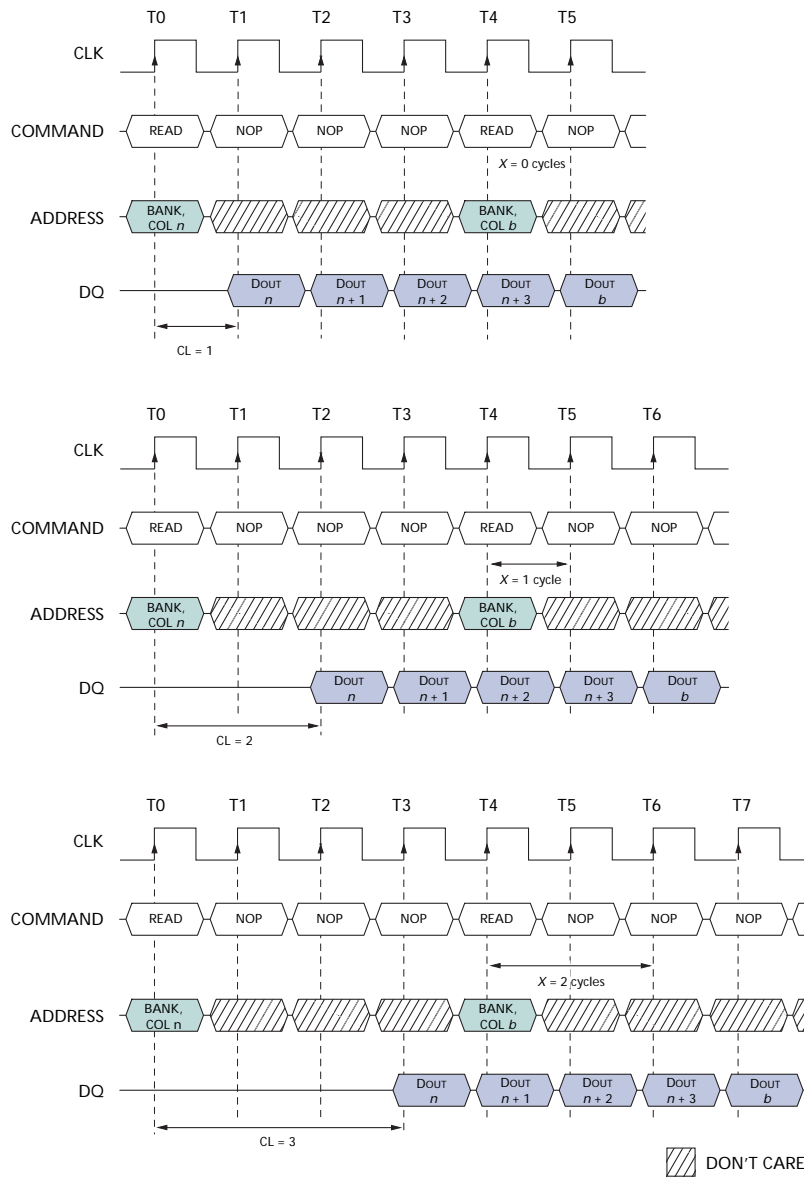 T0 T1 T2 T3 T4 T5
CLK
COMMAND READ NOP NOP NOP READ NOP
X = 0 cycles
ADDRESS BANK, COL n BANK, COL b
DQ DOUT n DOUT n + 1 DOUT n + 2 DOUT n + 3 DOUT b
CL = 1
T0 T1 T2 T3 T4 T5 T6
CLK
COMMAND READ NOP NOP NOP READ NOP NOP
X = 1 cycle
ADDRESS BANK, COL n BANK, COL b
DQ DOUT n DOUT n + 1 DOUT n + 2 DOUT n + 3 DOUT b
CL = 2
T0 T1 T2 T3 T4 T5 T6 T7
CLK
COMMAND READ NOP NOP NOP READ NOP NOP NOP
X = 2 cycles
ADDRESS BANK, COL n BANK, COL b
DQ DOUT n DOUT n + 1 DOUT n + 2 DOUT n + 3 DOUT b
CL = 3
DON'T CARE